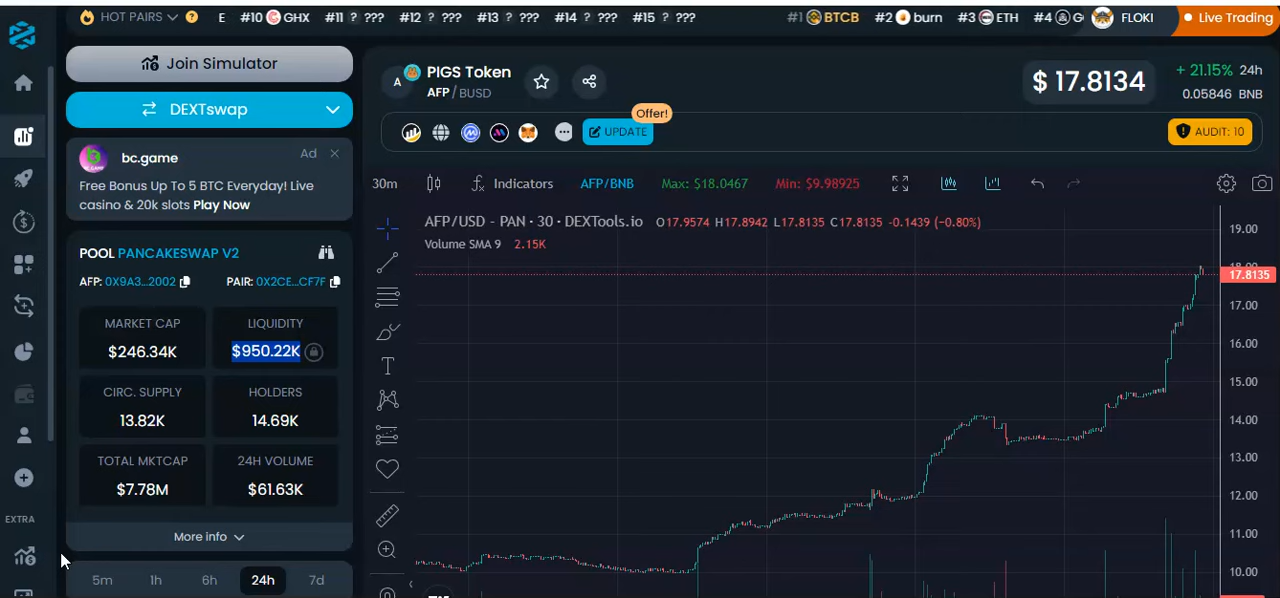 HOT PAIRS ? E #10 GHX #11 ? ??? #12 ? ??? #13 ? ??? #14 ? ??? #15 ? ??? #1 BTCB #2 burn #3 ETH #4 FLOKI Live Trading
Join Simulator
DEXTswap
bc.game Ad
Free Bonus Up To 5 BTC Everyday! Live
casino & 20k slots Play Now
POOL PANCAKESWAP V2
AFP: 0X9A3...2002 PAIR: 0X2CE...CF7F
MARKET CAP LIQUIDITY
$246.34K $950.22K
CIRC. SUPPLY HOLDERS
13.82K 14.69K
TOTAL MKTCAP 24H VOLUME
$7.78M $61.63K
More info
5m 1h 6h 24h 7d
EXTRA
A PIGS Token
AFP / BUSD
$ 17.8134
+ 21.15% 24h
0.05846 BNB
Offer!
UPDATE
AUDIT: 10
30m Indicators AFP/BNB Max: $18.0467 Min: $9.98925
AFP/USD - PAN · 30 · DEXTools.io O17.9574 H17.8942 L17.8135 C17.8135 -0.1439 (-0.80%)
Volume SMA 9 2.15K
T
19.00
17.8135
17.00
16.00
15.00
14.00
13.00
12.00
11.00
10.00